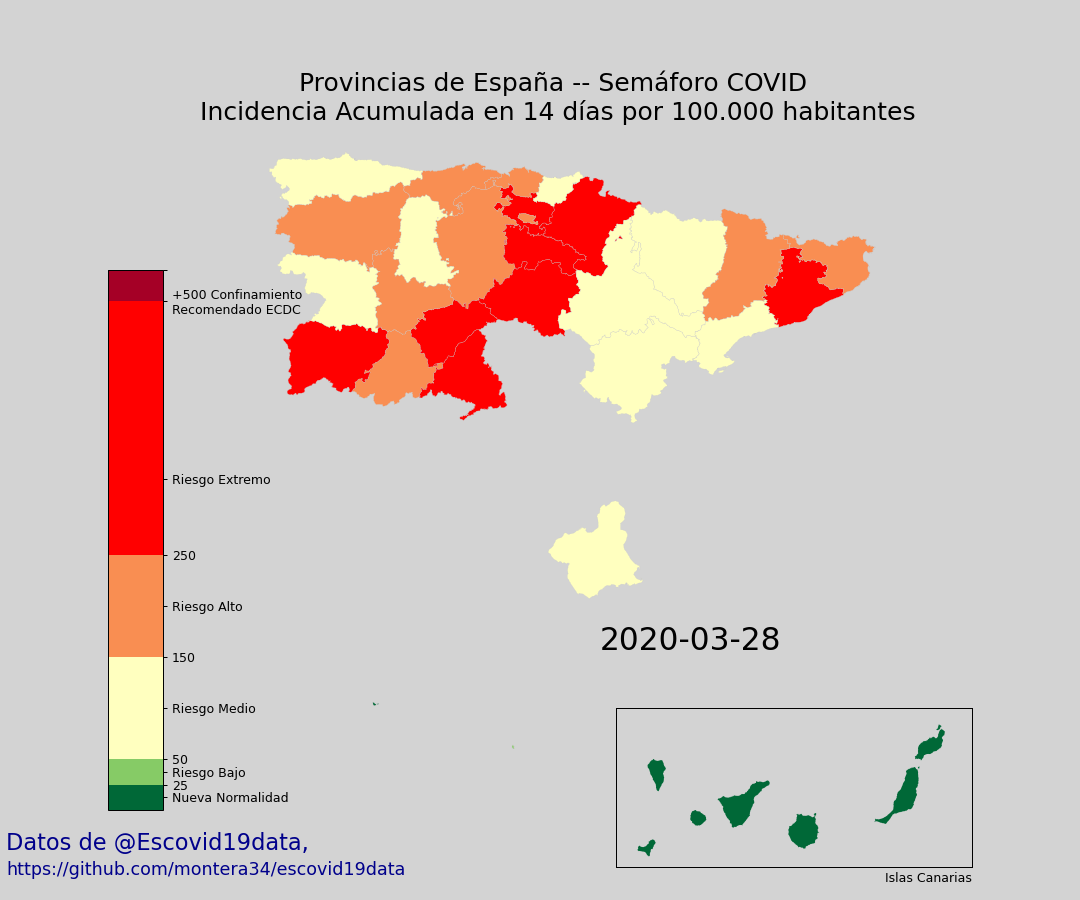 Provincias de España -- Semáforo COVID
Incidencia Acumulada en 14 días por 100.000 habitantes
+500 Confinamiento
Recomendado ECDC
Riesgo Extremo
250
Riesgo Alto
150
Riesgo Medio
50
Riesgo Bajo
25
Nueva Normalidad
2020-03-28
Islas Canarias
Datos de @Escovid19data,
https://github.com/montera34/escovid19data